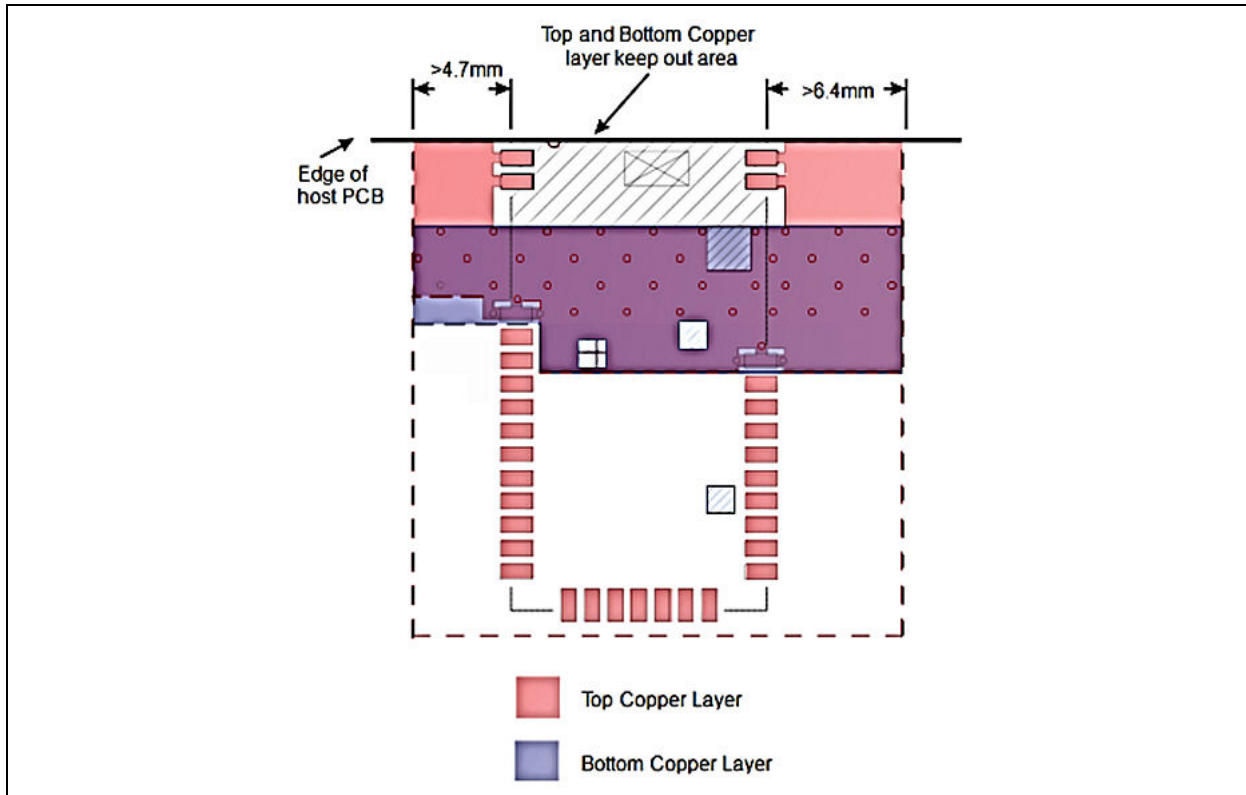 Top and Bottom Copper
layer keep out area
>4.7mm
>6.4mm
Edge of
host PCB
Top Copper Layer
Bottom Copper Layer